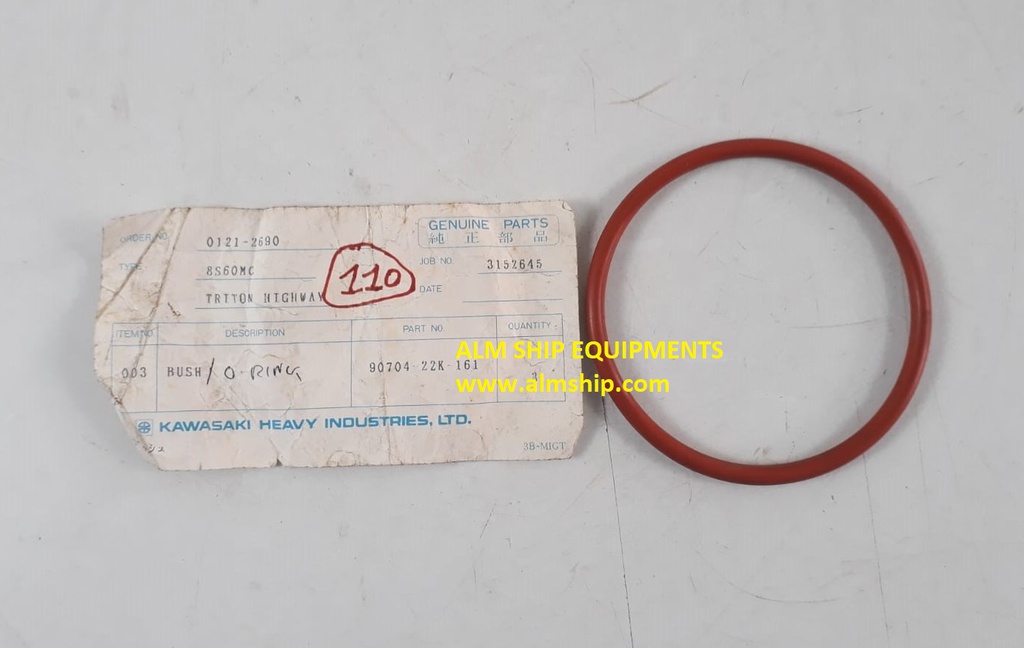 GENUINE PARTS
純正部品
ORDER NO. 0121-2690
TYPE: 8S60MC
JOB NO. 3152645
TRITON HIGHWAY
110
DATE
ITEM NO. DESCRIPTION PART NO. QUANTITY
003 BUSH / O-RING 90704-22K-161 3
ALM SHIP EQUIPMENTS
www.almship.com
KAWASAKI HEAVY INDUSTRIES, LTD.
3B-MIGT